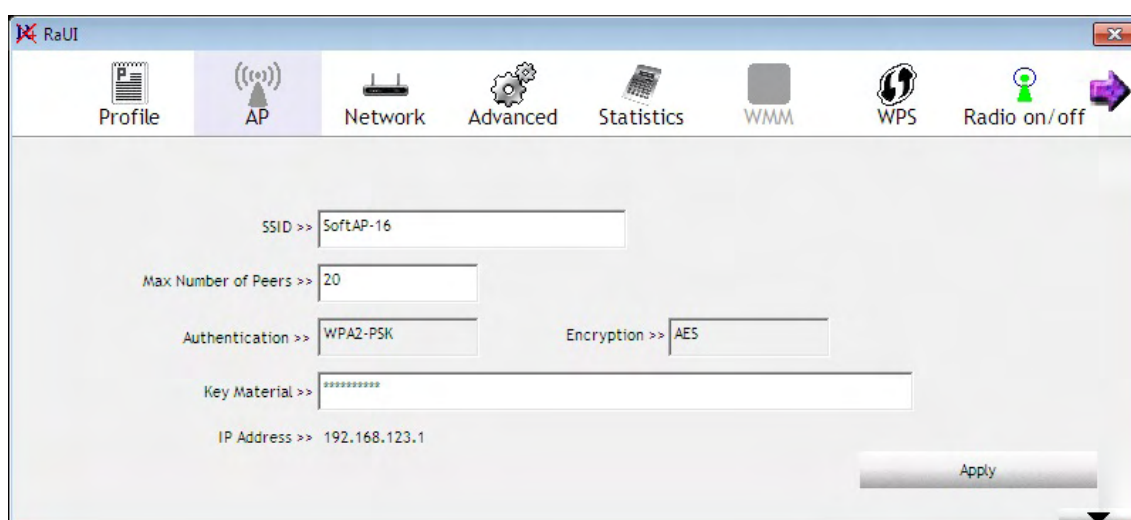 RaUI
Profile AP Network Advanced Statistics WMM WPS Radio on/off
SSID >> SoftAP-16
Max Number of Peers >> 20
Authentication >> WPA2-PSK Encryption >> AES
Key Material >> **********
IP Address >> 192.168.123.1
Apply